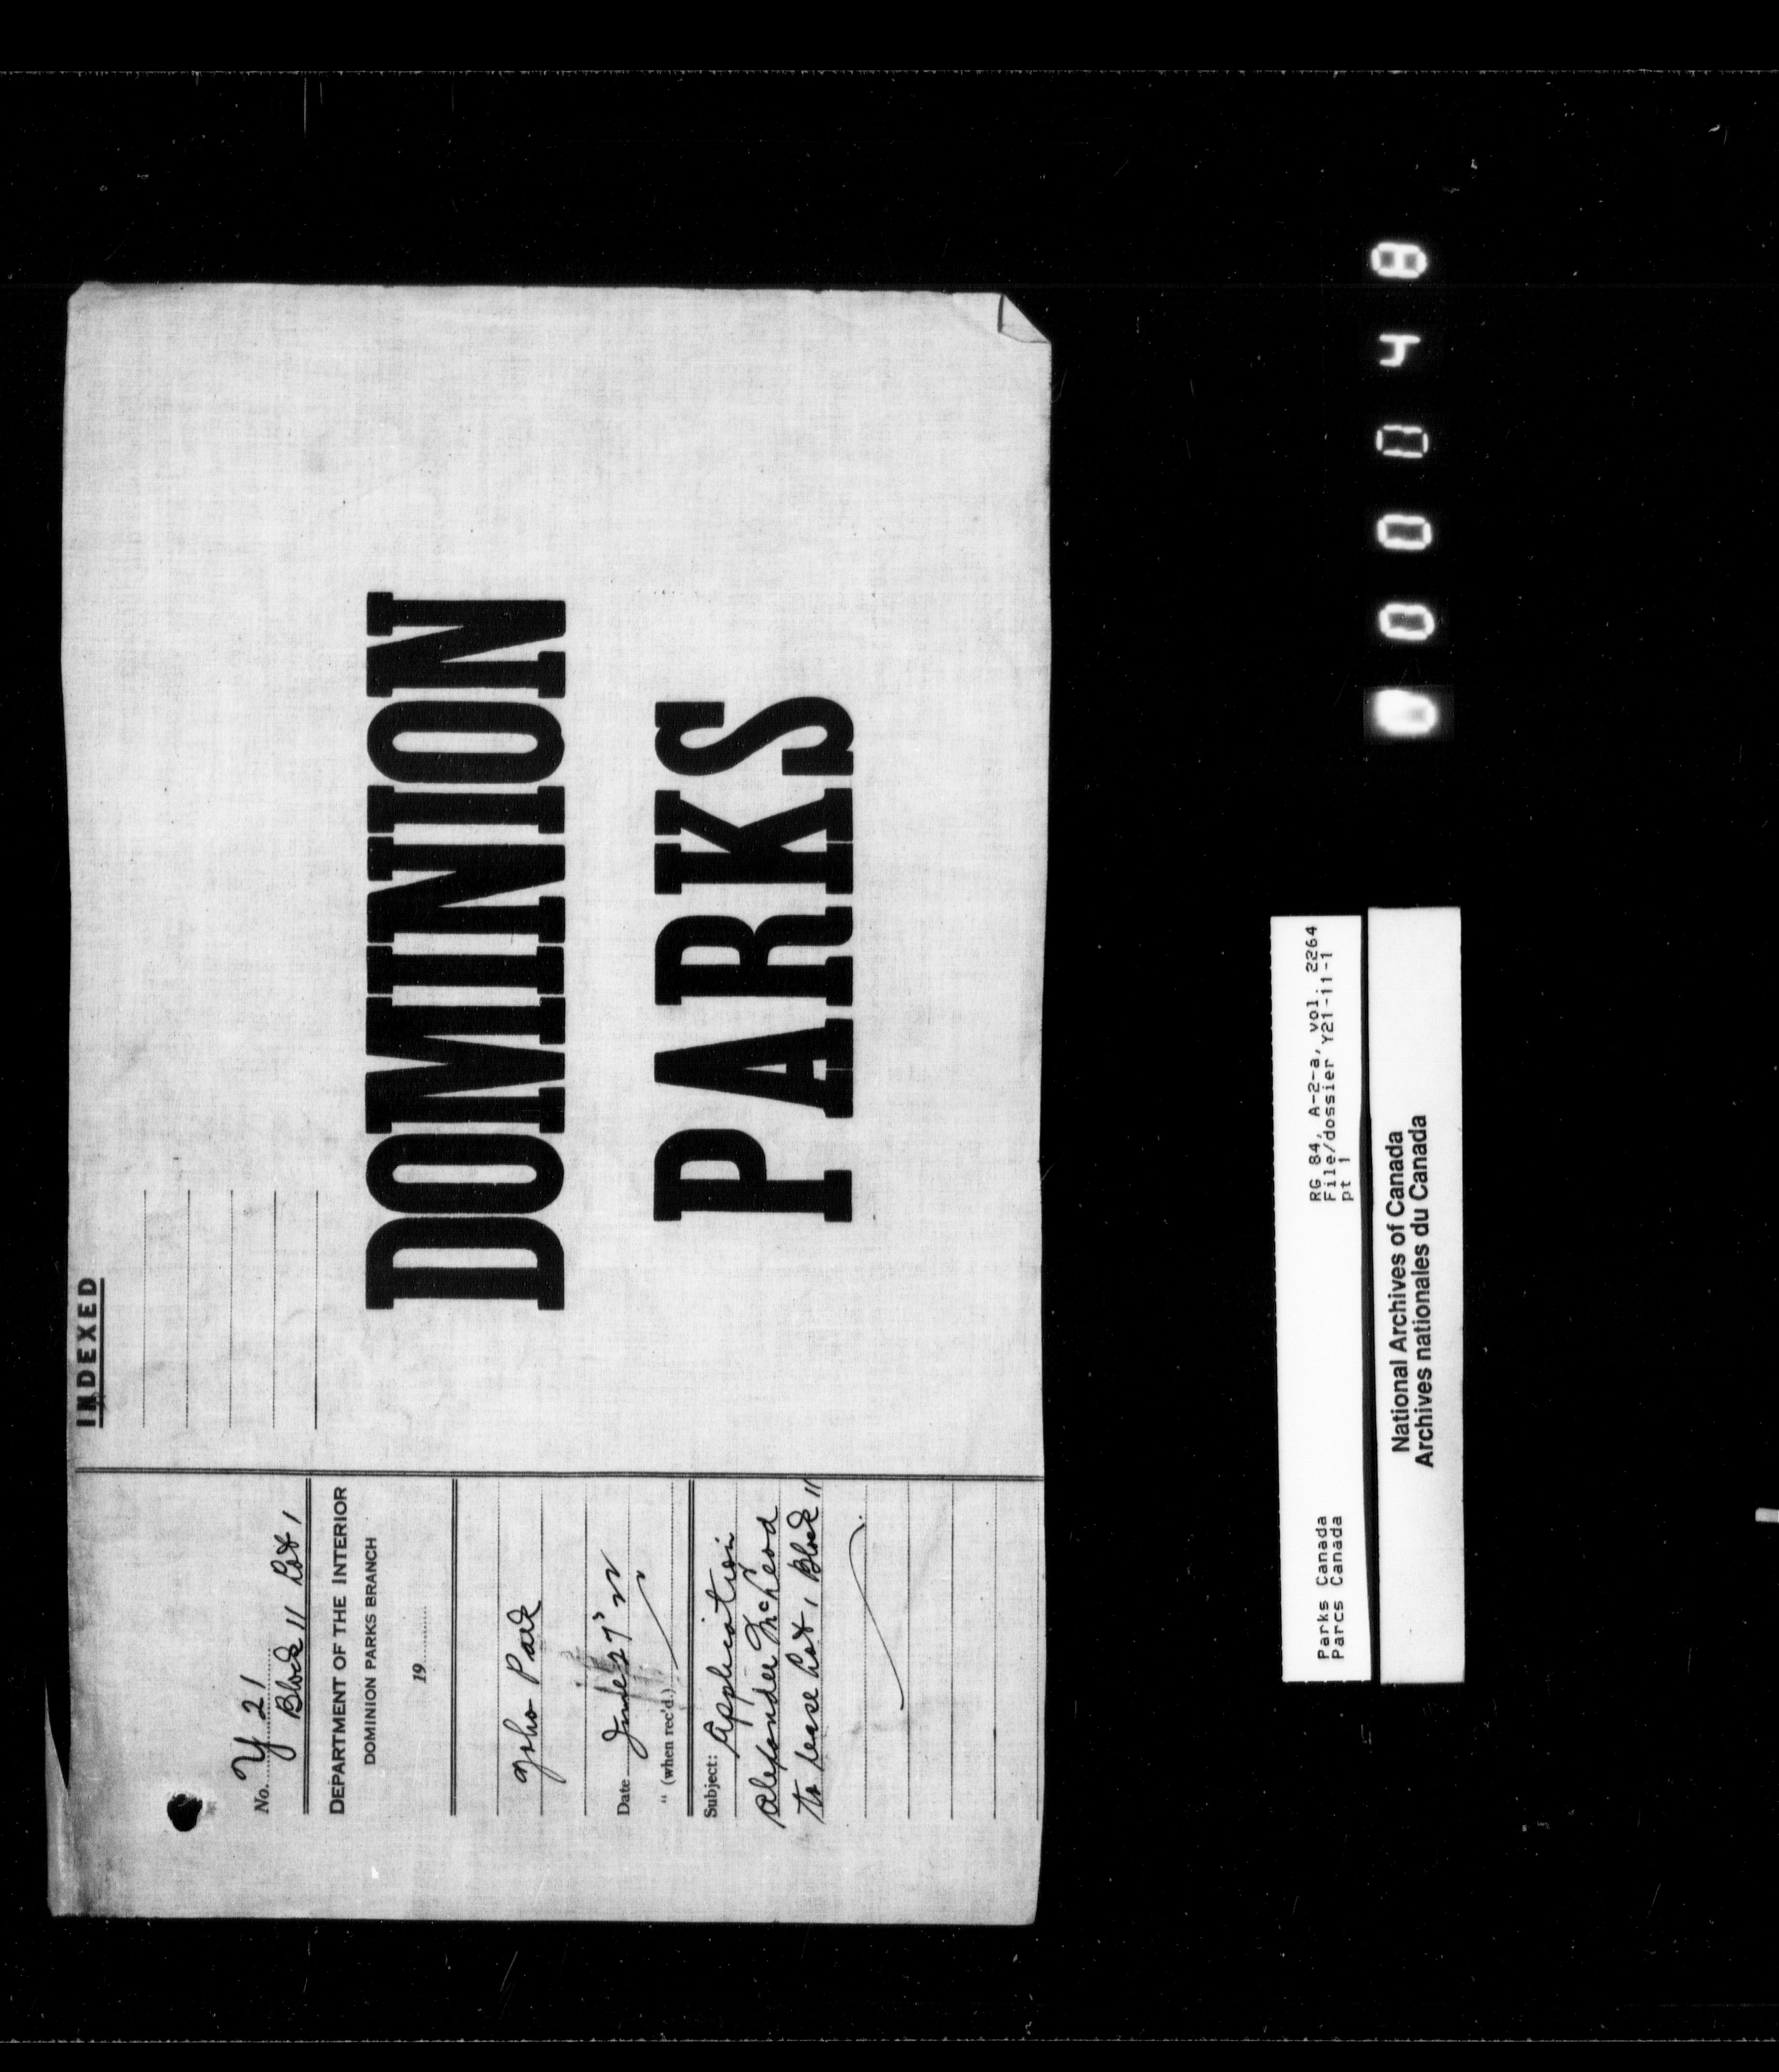 INDEXED
No. Y 21
Block 11 Lot 1
DEPARTMENT OF THE INTERIOR
DOMINION PARKS BRANCH
19
Yoho Park
Date June 27
" (when rec'd.)
Subject: Application
Alexander McLeod
to lease Lot 1, Block 11
DOMINION
PARKS
Parks Canada
Parcs Canada
RG 84, A-2-a, vol. 2264
File/dossier Y21-11-1
pt 1
National Archives of Canada
Archives nationales du Canada